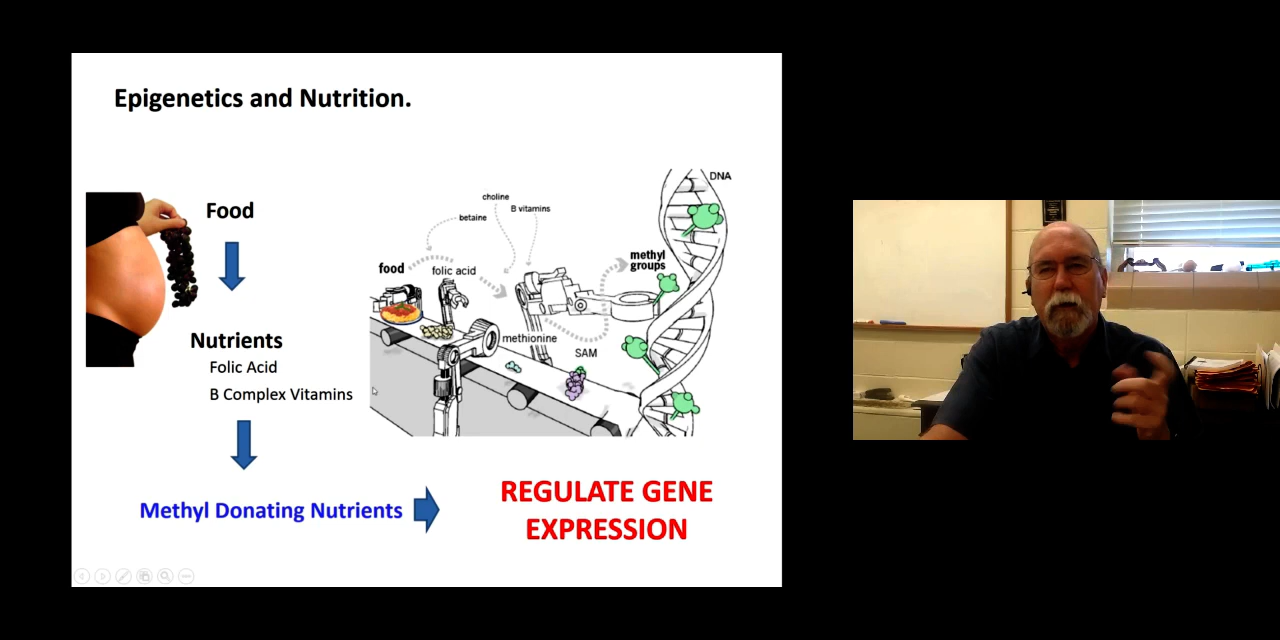 Epigenetics and Nutrition.
Food
Nutrients
Folic Acid
B Complex Vitamins
Methyl Donating Nutrients
DNA
choline
B vitamins
betaine
methyl
groups
food
folic acid
methionine
SAM
REGULATE GENE
EXPRESSION